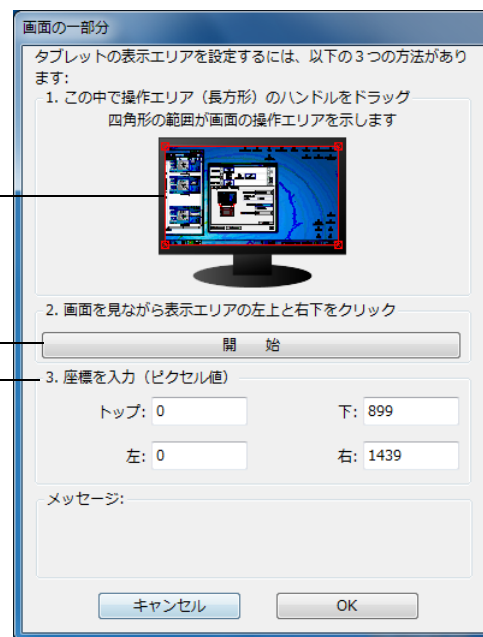 画面の一部分
タブレットの表示エリアを設定するには、以下の3つの方法があり
ます:
1. この中で操作エリア（長方形）のハンドルをドラッグ
四角形の範囲が画面の操作エリアを示します
2. 画面を見ながら表示エリアの左上と右下をクリック
開 始
3. 座標を入力（ピクセル値）
トップ: 0 下: 899
左: 0 右: 1439
メッセージ:
キャンセル OK